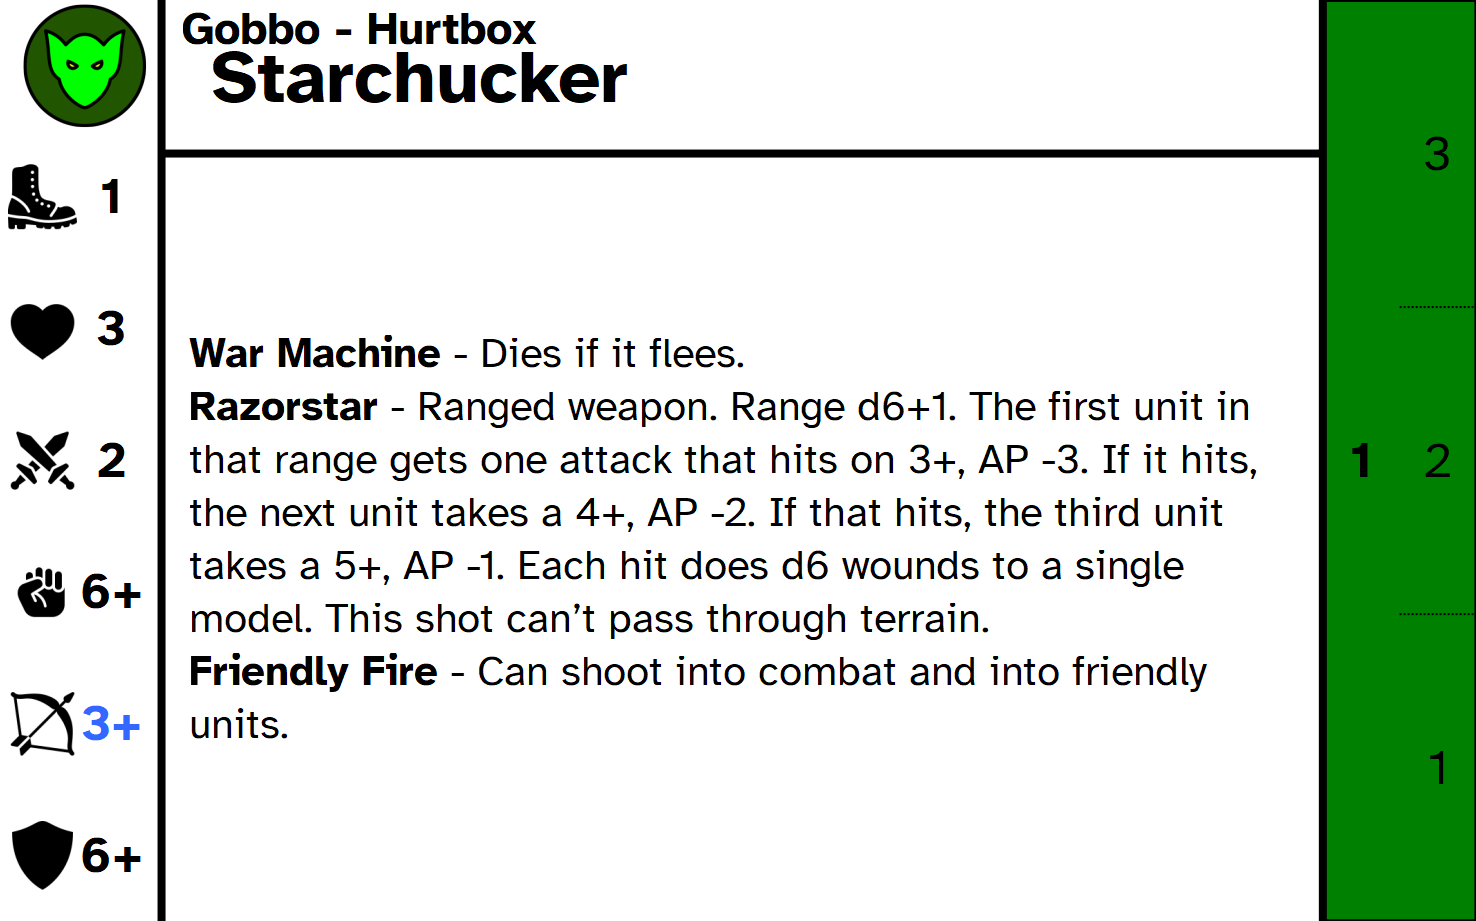 Gobbo - Hurtbox
Starchucker
1
3
2
6+
3+
6+
War Machine - Dies if it flees.
Razorstar - Ranged weapon. Range d6+1. The first unit in
that range gets one attack that hits on 3+, AP -3. If it hits,
the next unit takes a 4+, AP -2. If that hits, the third unit
takes a 5+, AP -1. Each hit does d6 wounds to a single
model. This shot can’t pass through terrain.
Friendly Fire - Can shoot into combat and into friendly
units.
3
1 2
1